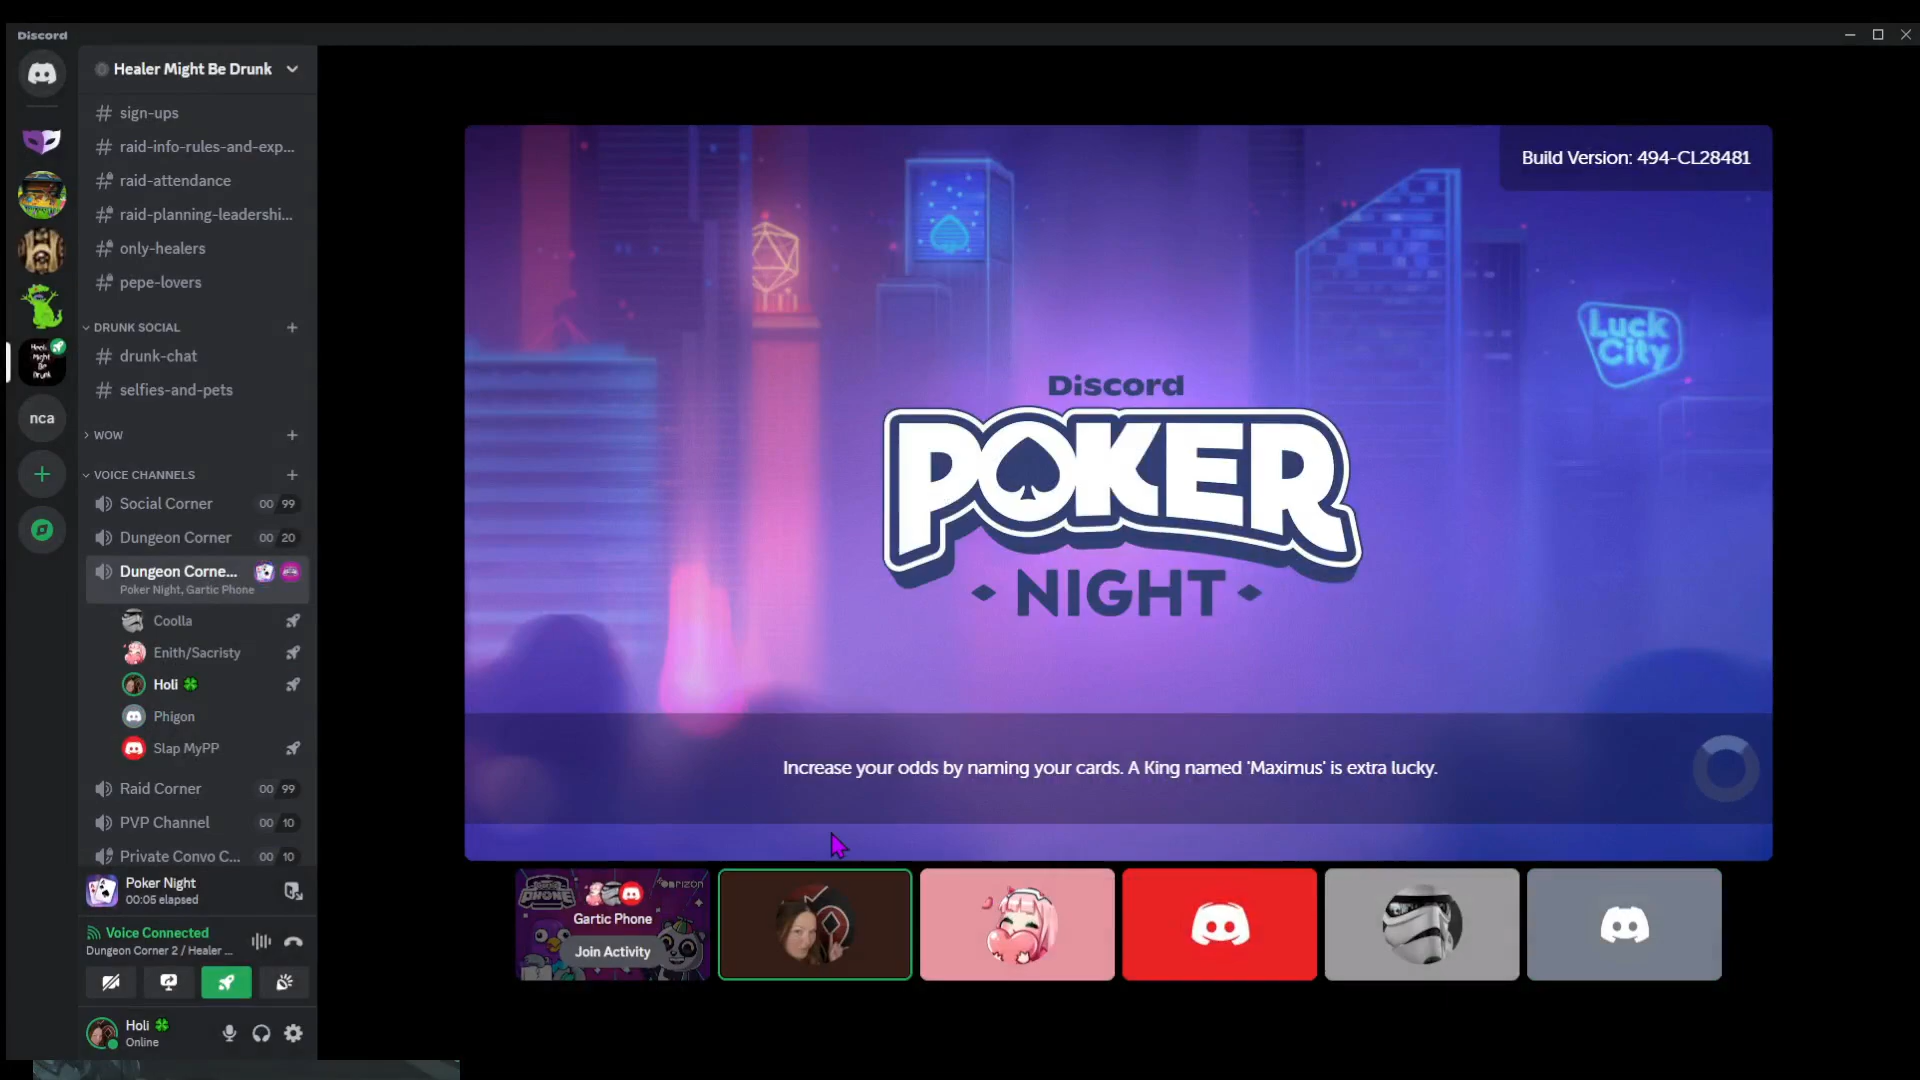 Discord
Healer Might Be Drunk
sign-ups
raid-info-rules-and-exp...
raid-attendance
raid-planning-leadershi...
only-healers
pepe-lovers
DRUNK SOCIAL
drunk-chat
selfies-and-pets
WOW
VOICE CHANNELS
Social Corner 00 99
Dungeon Corner 00 20
Dungeon Corne...
Poker Night, Gartic Phone
Coolla
Enith/Sacristy
Holi
Phigon
Slap MyPP
Raid Corner 00 99
PVP Channel 00 10
Private Convo C... 00 10
Poker Night
00:05 elapsed
Voice Connected
Dungeon Corner 2 / Healer ...
Holi
Online
Might
Be
Drunk
nca
Build Version: 494-CL28481
Luck
City
Discord
POKER
NIGHT
Increase your odds by naming your cards. A King named 'Maximus' is extra lucky.
Gartic Phone
Join Activity